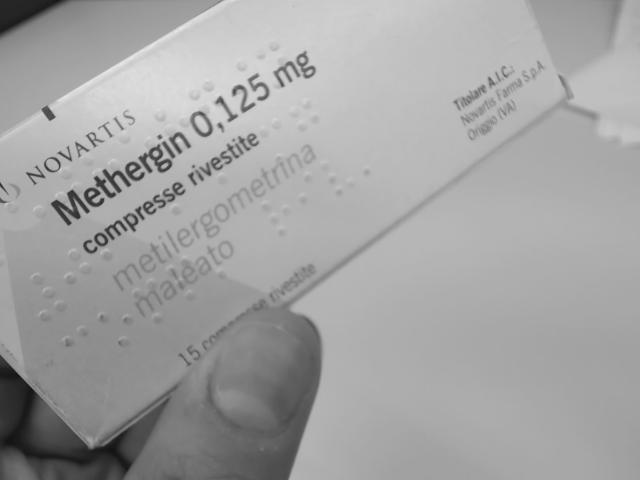 NOVARTIS
Methergin 0,125 mg
compresse rivestite
metilergometrina
maleato
15 compresse rivestite
Titolare A.I.C.:
Novartis Farma S.p.A.
Origgio (VA)